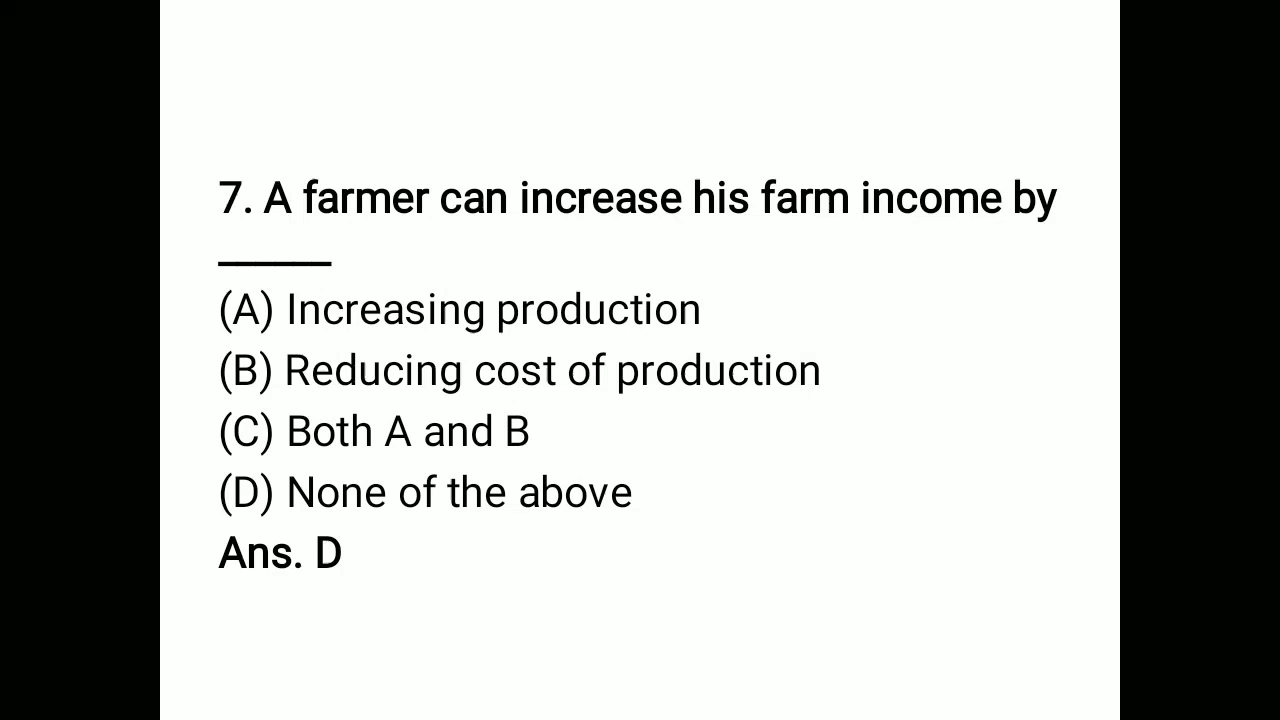 7. A farmer can increase his farm income by
______
(A) Increasing production
(B) Reducing cost of production
(C) Both A and B
(D) None of the above
Ans. D